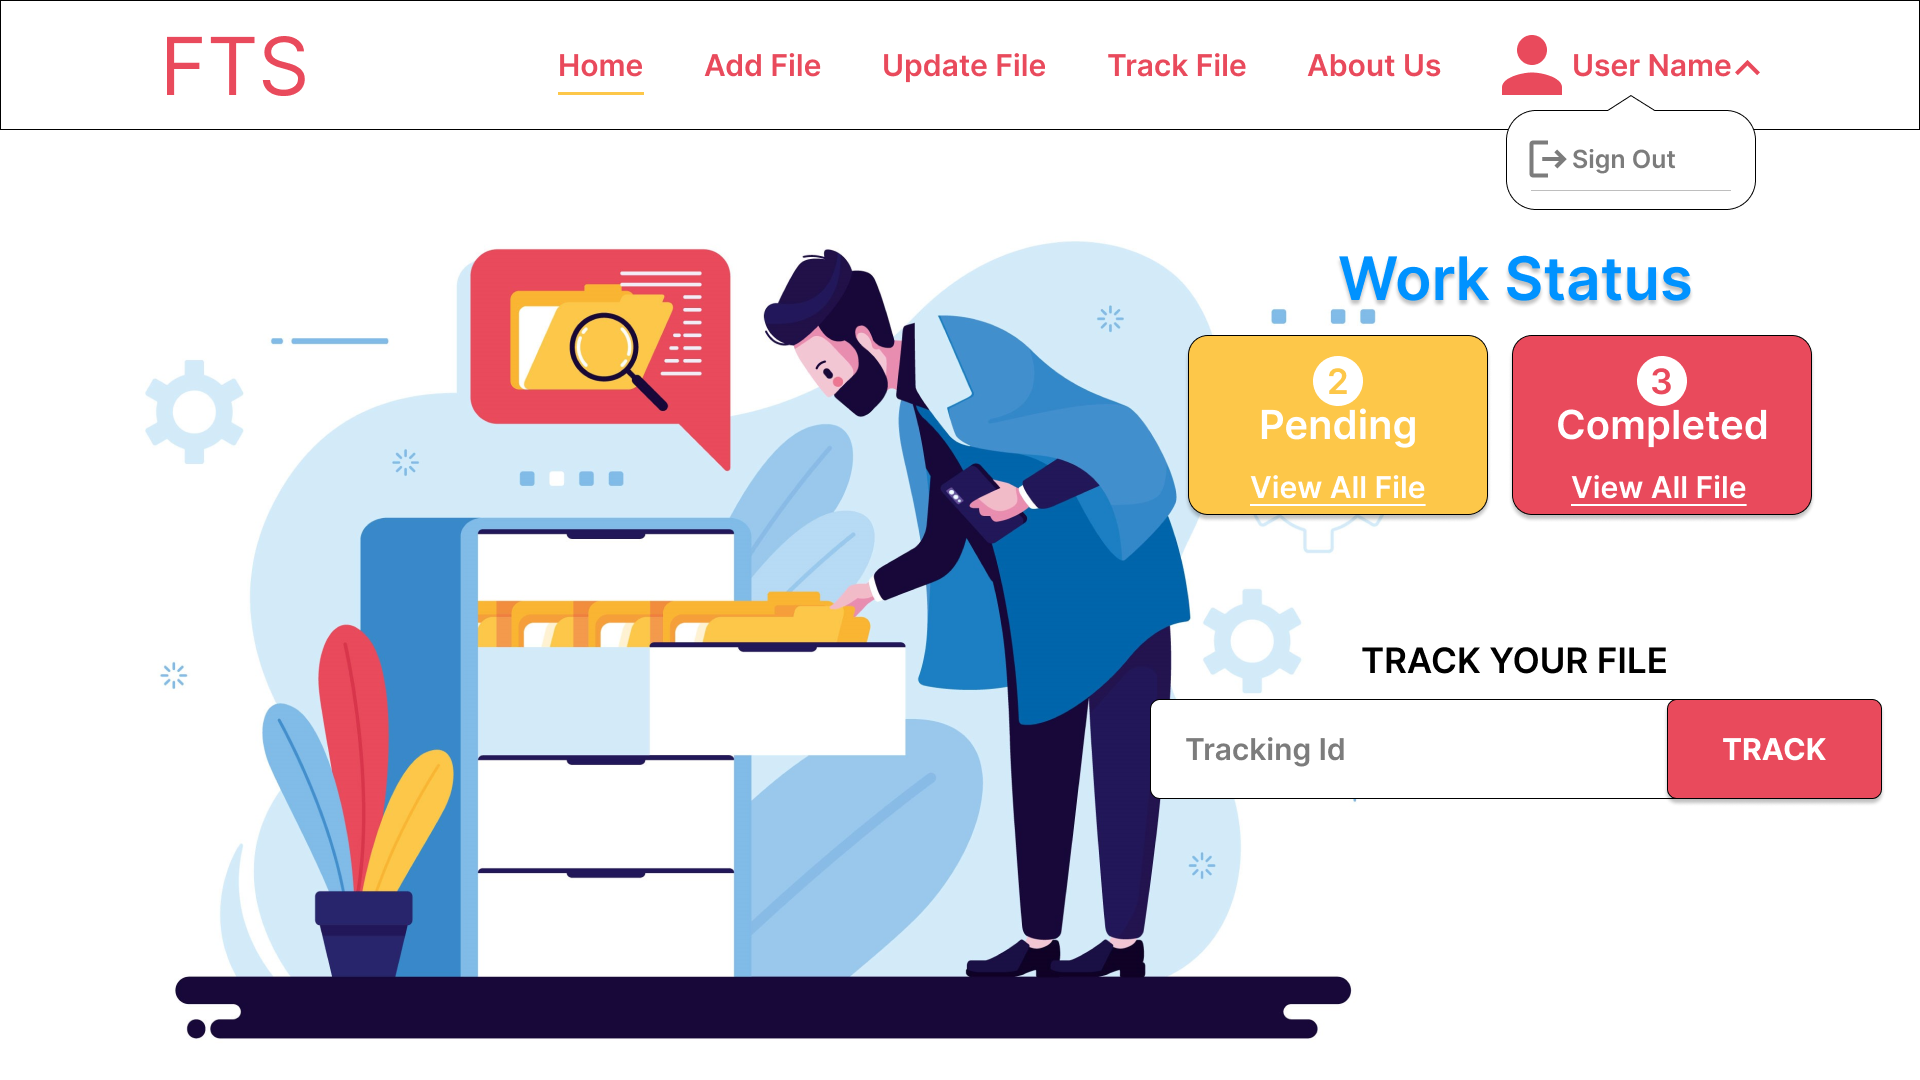 FTS
Home
Add File
Update File
Track File
About Us
User Name
Sign Out
Work Status
2
Pending
View All File
3
Completed
View All File
TRACK YOUR FILE
Tracking Id
TRACK